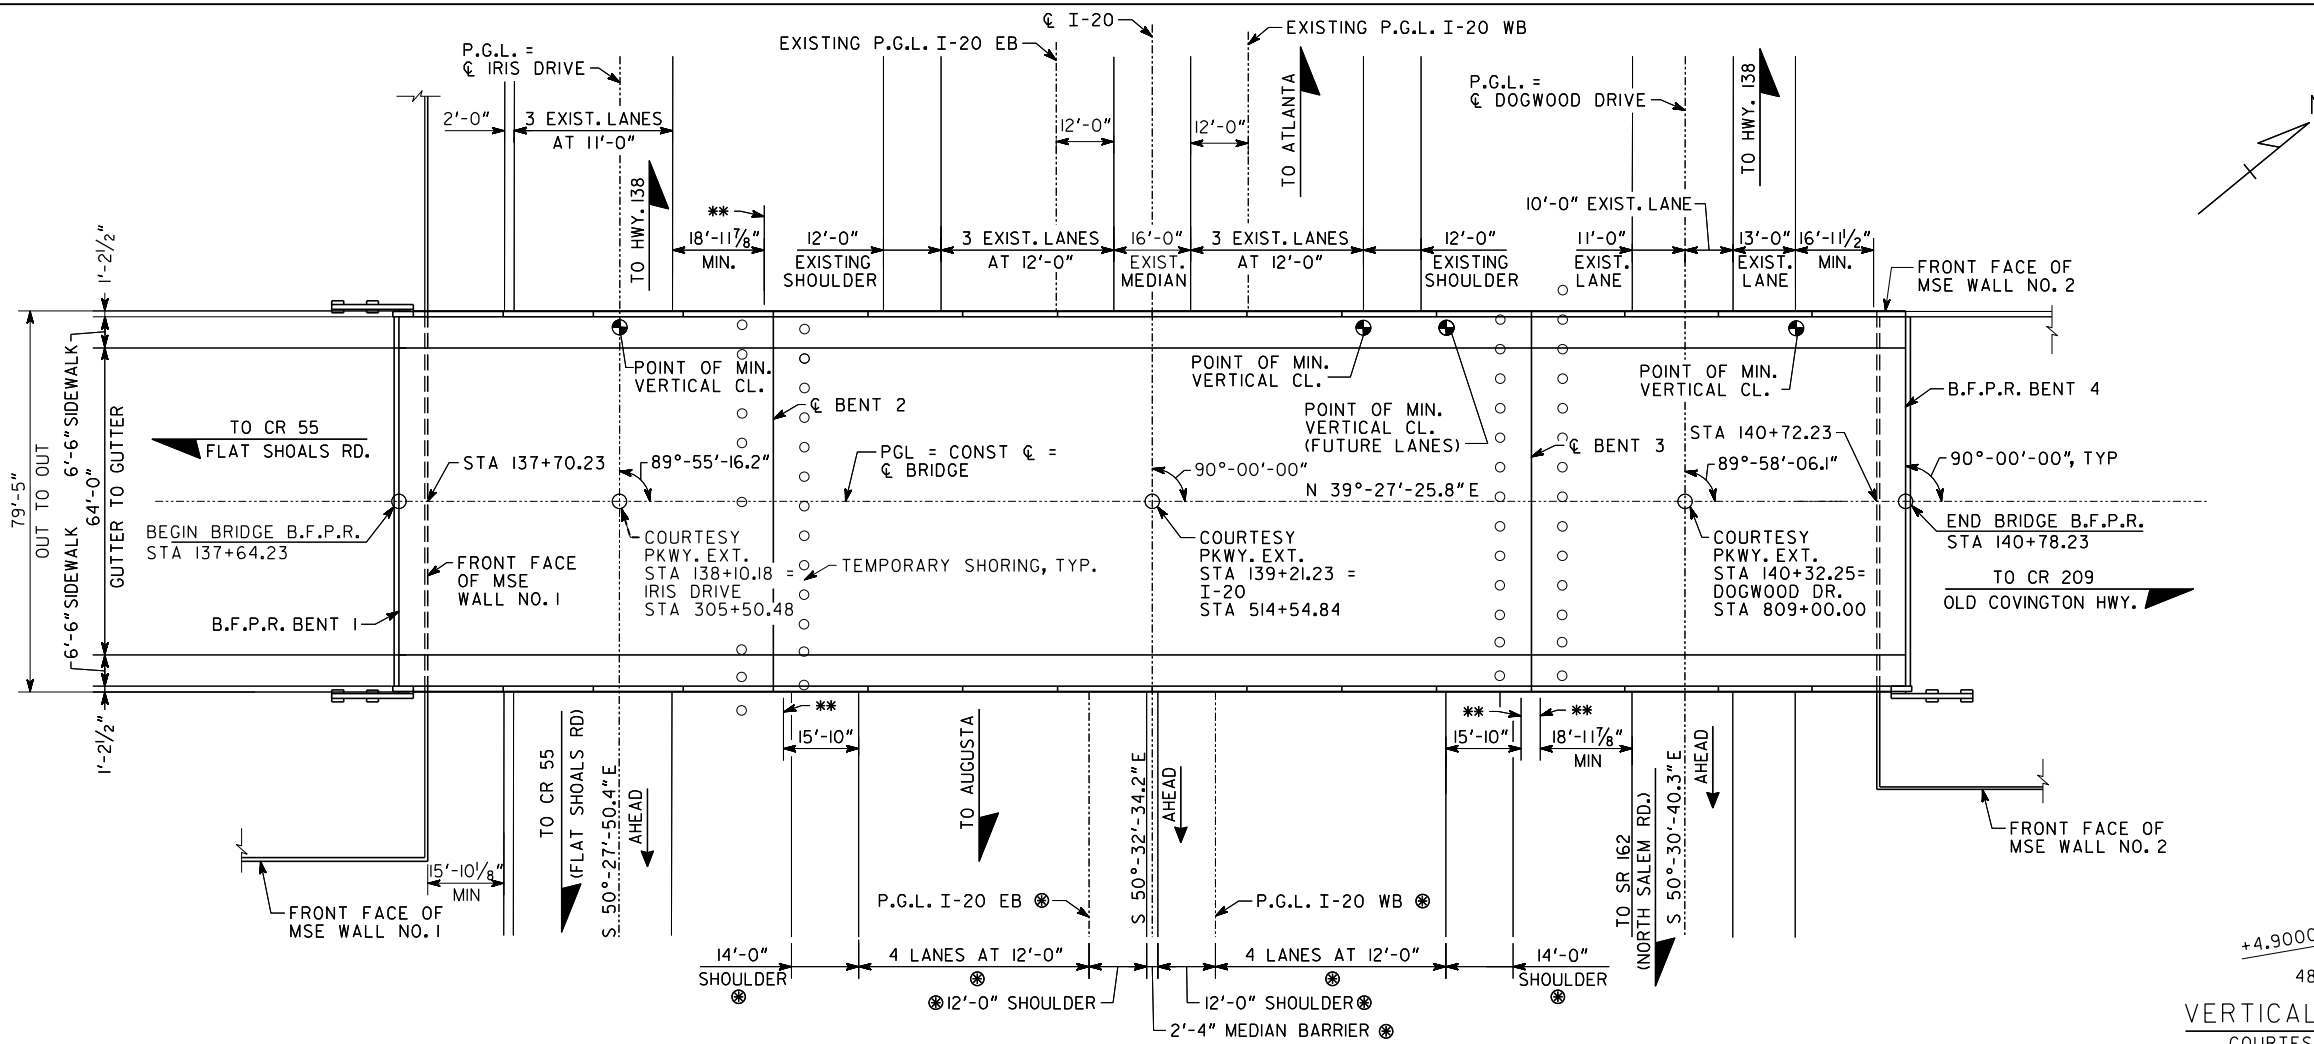 ℄ I-20
EXISTING P.G.L. I-20 WB
EXISTING P.G.L. I-20 EB
P.G.L. =
℄ IRIS DRIVE
P.G.L. =
℄ DOGWOOD DRIVE
2'-0"
3 EXIST. LANES
AT 11'-0"
12'-0"
12'-0"
TO ATLANTA
TO HWY. 138
TO HWY. 138
**
18'-11⅞"
MIN.
12'-0"
EXISTING
SHOULDER
3 EXIST. LANES
AT 12'-0"
16'-0"
EXIST.
MEDIAN
3 EXIST. LANES
AT 12'-0"
12'-0"
EXISTING
SHOULDER
10'-0" EXIST. LANE
11'-0"
EXIST.
LANE
13'-0"
EXIST.
LANE
16'-11½"
MIN.
FRONT FACE OF
MSE WALL NO. 2
1'-2½"
6'-6" SIDEWALK
64'-0"
GUTTER TO GUTTER
79'-5"
OUT TO OUT
6'-6" SIDEWALK
1'-2½"
POINT OF MIN.
VERTICAL CL.
POINT OF MIN.
VERTICAL CL.
POINT OF MIN.
VERTICAL CL.
(FUTURE LANES)
POINT OF MIN.
VERTICAL CL.
B.F.P.R. BENT 4
℄ BENT 2
℄ BENT 3
TO CR 55
FLAT SHOALS RD.
STA 137+70.23
89°-55'-16.2"
PGL = CONST ℄ =
℄ BRIDGE
90°-00'-00"
N 39°-27'-25.8" E
STA 140+72.23
89°-58'-06.1"
90°-00'-00", TYP
BEGIN BRIDGE B.F.P.R.
STA 137+64.23
FRONT FACE
OF MSE
WALL NO. 1
COURTESY
PKWY. EXT.
STA 138+10.18 =
IRIS DRIVE
STA 305+50.48
TEMPORARY SHORING, TYP.
COURTESY
PKWY. EXT.
STA 139+21.23 =
I-20
STA 514+54.84
COURTESY
PKWY. EXT.
STA 140+32.25=
DOGWOOD DR.
STA 809+00.00
END BRIDGE B.F.P.R.
STA 140+78.23
TO CR 209
OLD COVINGTON HWY.
B.F.P.R. BENT 1
**
15'-10"
**
**
15'-10"
18'-11⅞"
MIN
TO CR 55
(FLAT SHOALS RD)
S 50°-27'-50.4" E
AHEAD
TO AUGUSTA
S 50°-32'-34.2" E
AHEAD
TO SR 162
(NORTH SALEM RD.)
S 50°-30'-40.3" E
AHEAD
FRONT FACE OF
MSE WALL NO. 2
15'-10⅛"
MIN
FRONT FACE OF
MSE WALL NO. 1
P.G.L. I-20 EB ⊛
P.G.L. I-20 WB ⊛
14'-0"
SHOULDER
⊛
4 LANES AT 12'-0"
⊛
⊛ 12'-0" SHOULDER
12'-0" SHOULDER ⊛
2'-4" MEDIAN BARRIER ⊛
4 LANES AT 12'-0"
⊛
14'-0"
SHOULDER
⊛
+4.9000
48
VERTICAL